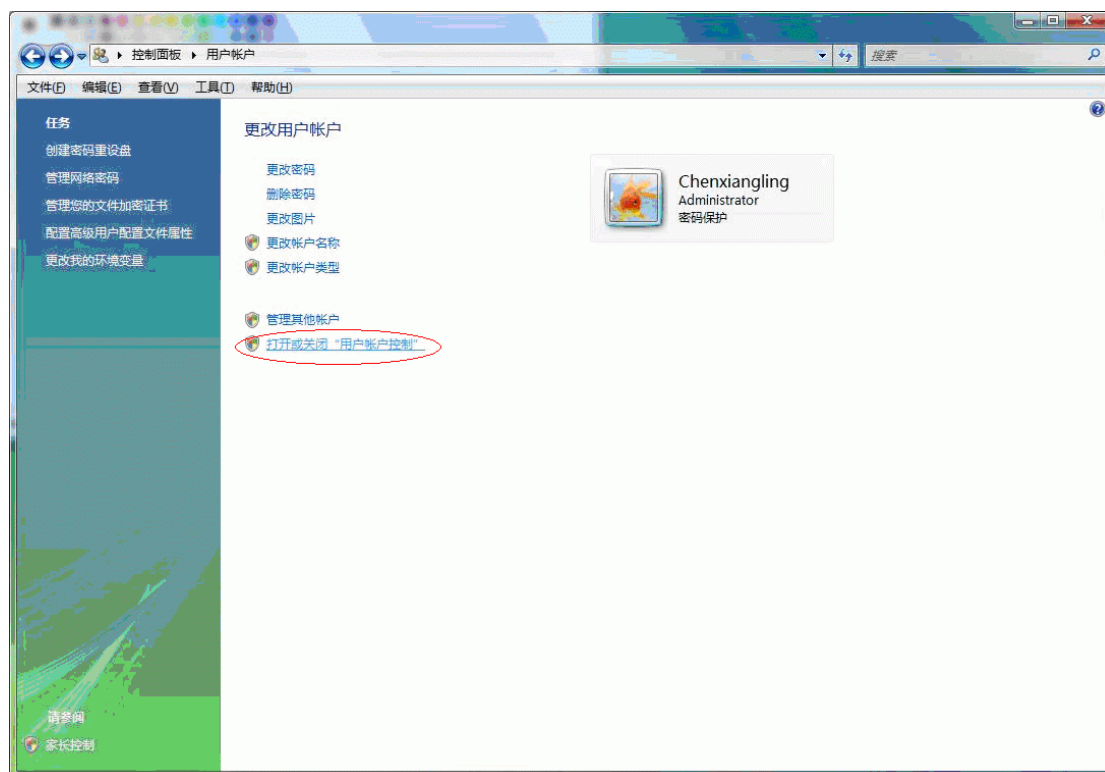 控制面板 用户帐户
搜索
文件(F) 编辑(E) 查看(V) 工具(T) 帮助(H)
任务
创建密码重设盘
管理网络密码
管理您的文件加密证书
配置高级用户配置文件属性
更改我的环境变量
更改用户帐户
更改密码
删除密码
更改图片
更改帐户名称
更改帐户类型
管理其他帐户
打开或关闭“用户帐户控制”
Chenxiangling
Administrator
密码保护
请参阅
家长控制